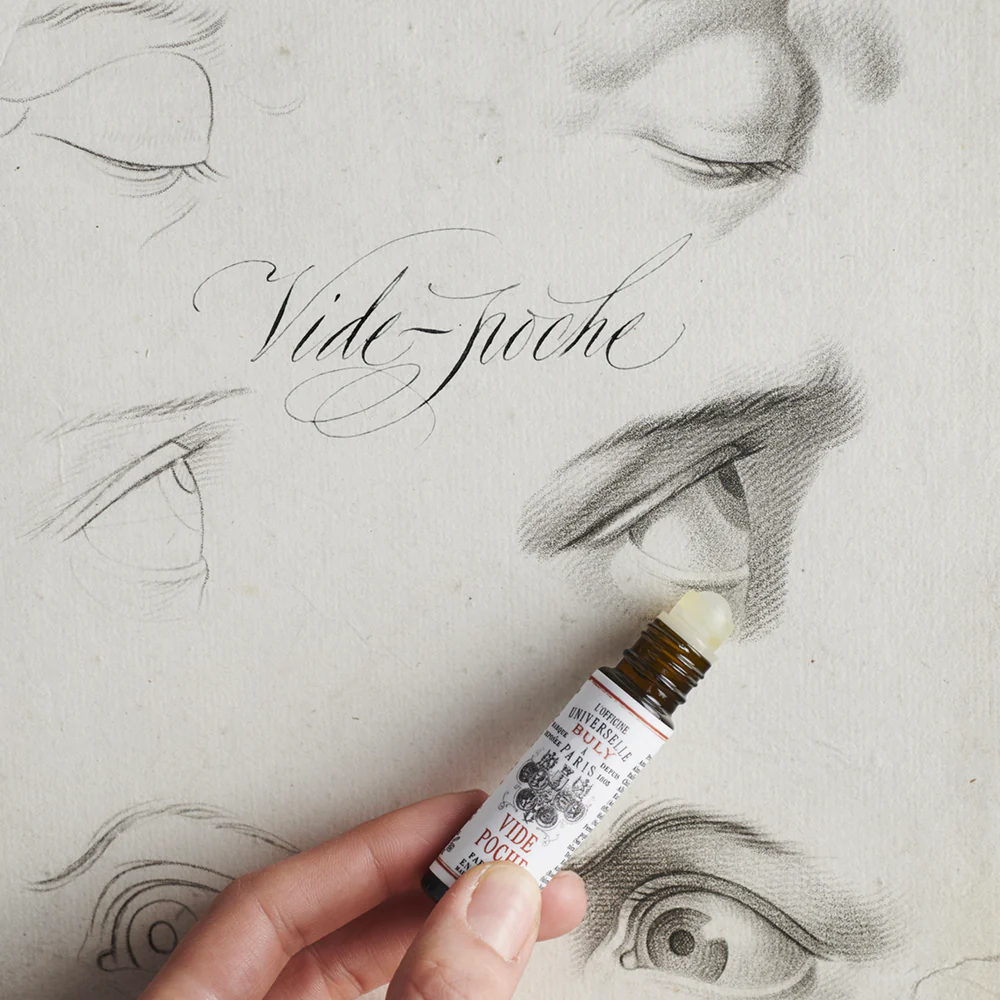 Vide-poche
L'OFFICINE
UNIVERSELLE
BULY
À
PARIS
DEPUIS
1803
VIDE
POCHE